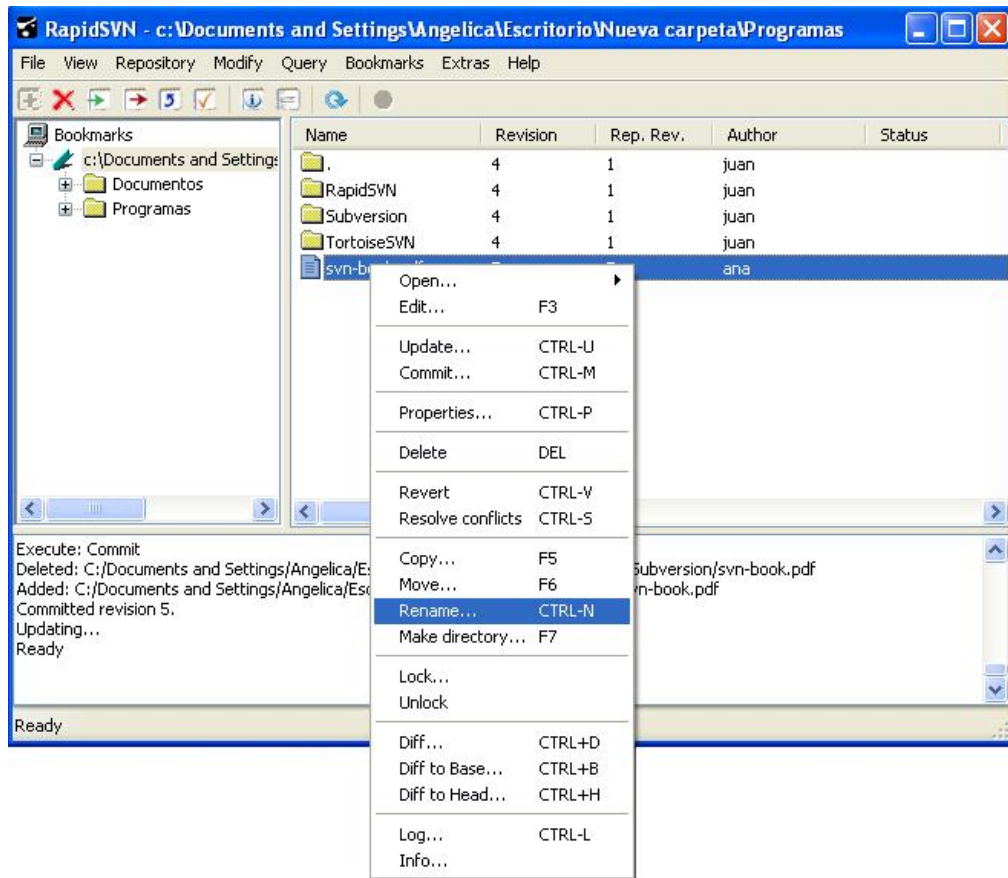 RapidSVN - c:\Documents and Settings\Angelica\Escritorio\Nueva carpeta\Programas
File View Repository Modify Query Bookmarks Extras Help
Bookmarks
c:\Documents and Settings
Documentos
Programas
Name Revision Rep. Rev. Author Status
. 4 1 juan
RapidSVN 4 1 juan
Subversion 4 1 juan
TortoiseSVN 4 1 juan
ana
Open...
Edit... F3
Update... CTRL-U
Commit... CTRL-M
Properties... CTRL-P
Delete DEL
Revert CTRL-V
Resolve conflicts CTRL-S
Copy... F5
Move... F6
Rename... CTRL-N
Make directory... F7
Lock...
Unlock
Diff... CTRL+D
Diff to Base... CTRL+B
Diff to Head... CTRL+H
Log... CTRL-L
Info...
Execute: Commit
Deleted: C:/Documents and Settings/Angelica/Es Subversion/svn-book.pdf
Added: C:/Documents and Settings/Angelica/Esc n-book.pdf
Committed revision 5.
Updating...
Ready
Ready